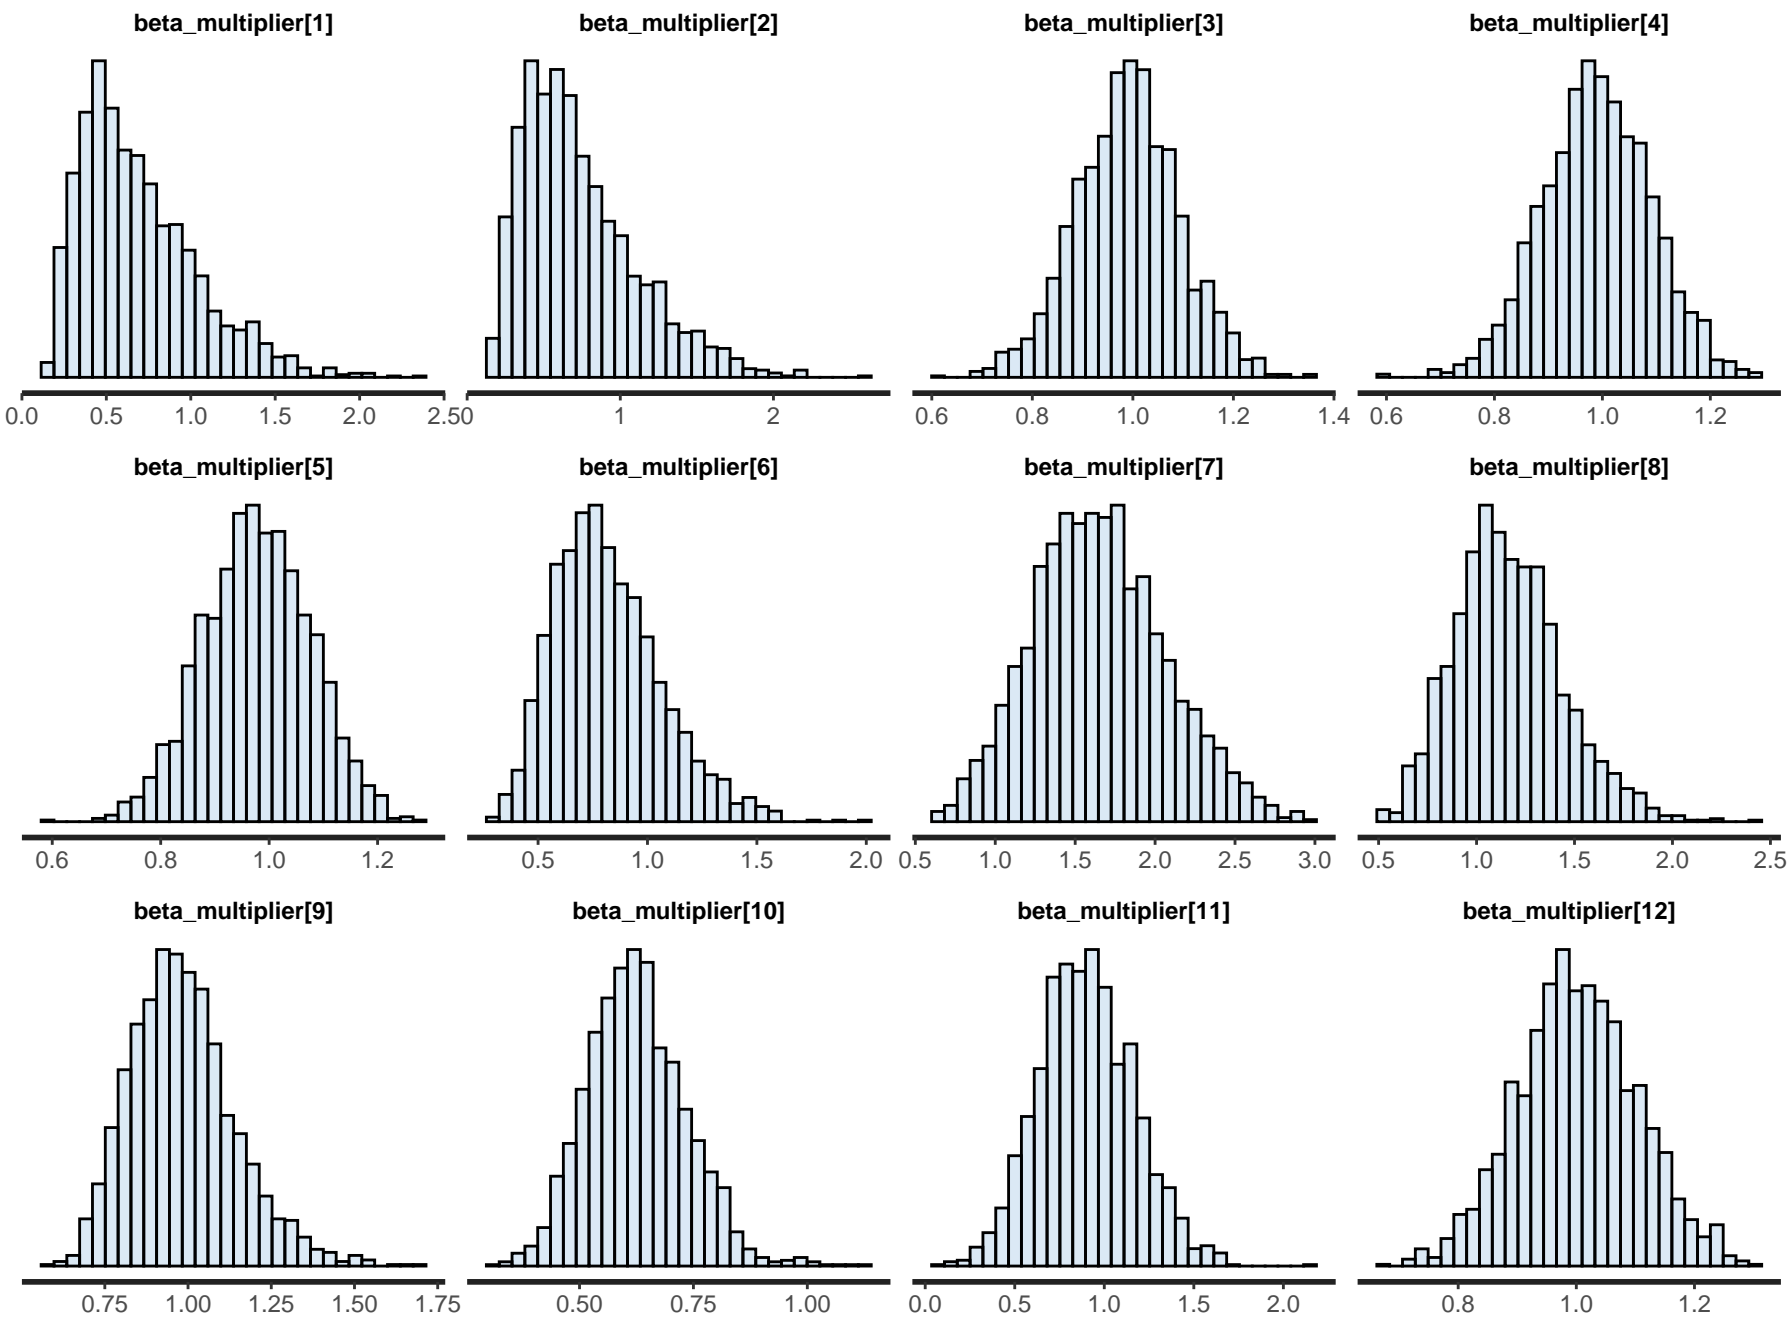 beta_multiplier[1] beta_multiplier[2] beta_multiplier[3] beta_multiplier[4]
0.0 0.5 1.0 1.5 2.0 2.5 0 1 2 0.6 0.8 1.0 1.2 1.4 0.6 0.8 1.0 1.2
beta_multiplier[5] beta_multiplier[6] beta_multiplier[7] beta_multiplier[8]
0.6 0.8 1.0 1.2 0.5 1.0 1.5 2.0 0.5 1.0 1.5 2.0 2.5 3.0 0.5 1.0 1.5 2.0 2.5
beta_multiplier[9] beta_multiplier[10] beta_multiplier[11] beta_multiplier[12]
0.75 1.00 1.25 1.50 1.75 0.50 0.75 1.00 0.0 0.5 1.0 1.5 2.0 0.8 1.0 1.2